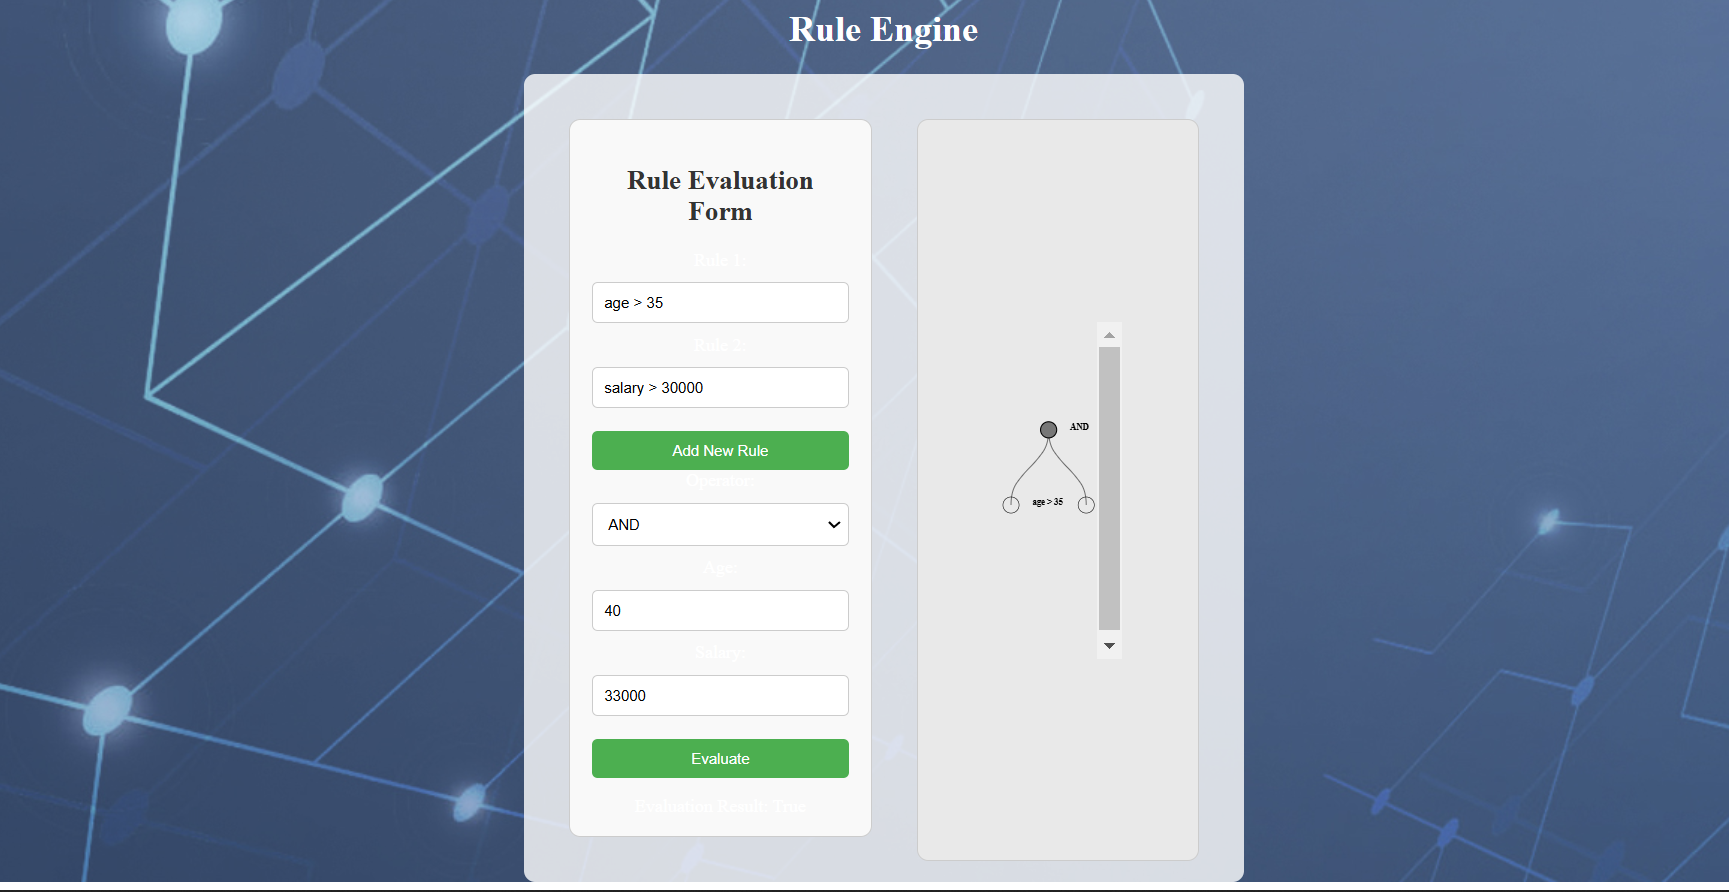 Rule Engine
Rule Evaluation
Form
Rule 1:
age > 35
Rule 2:
salary > 30000
Add New Rule
Operator:
AND
Age:
40
Salary:
33000
Evaluate
Evaluation Result: True
AND
age > 35